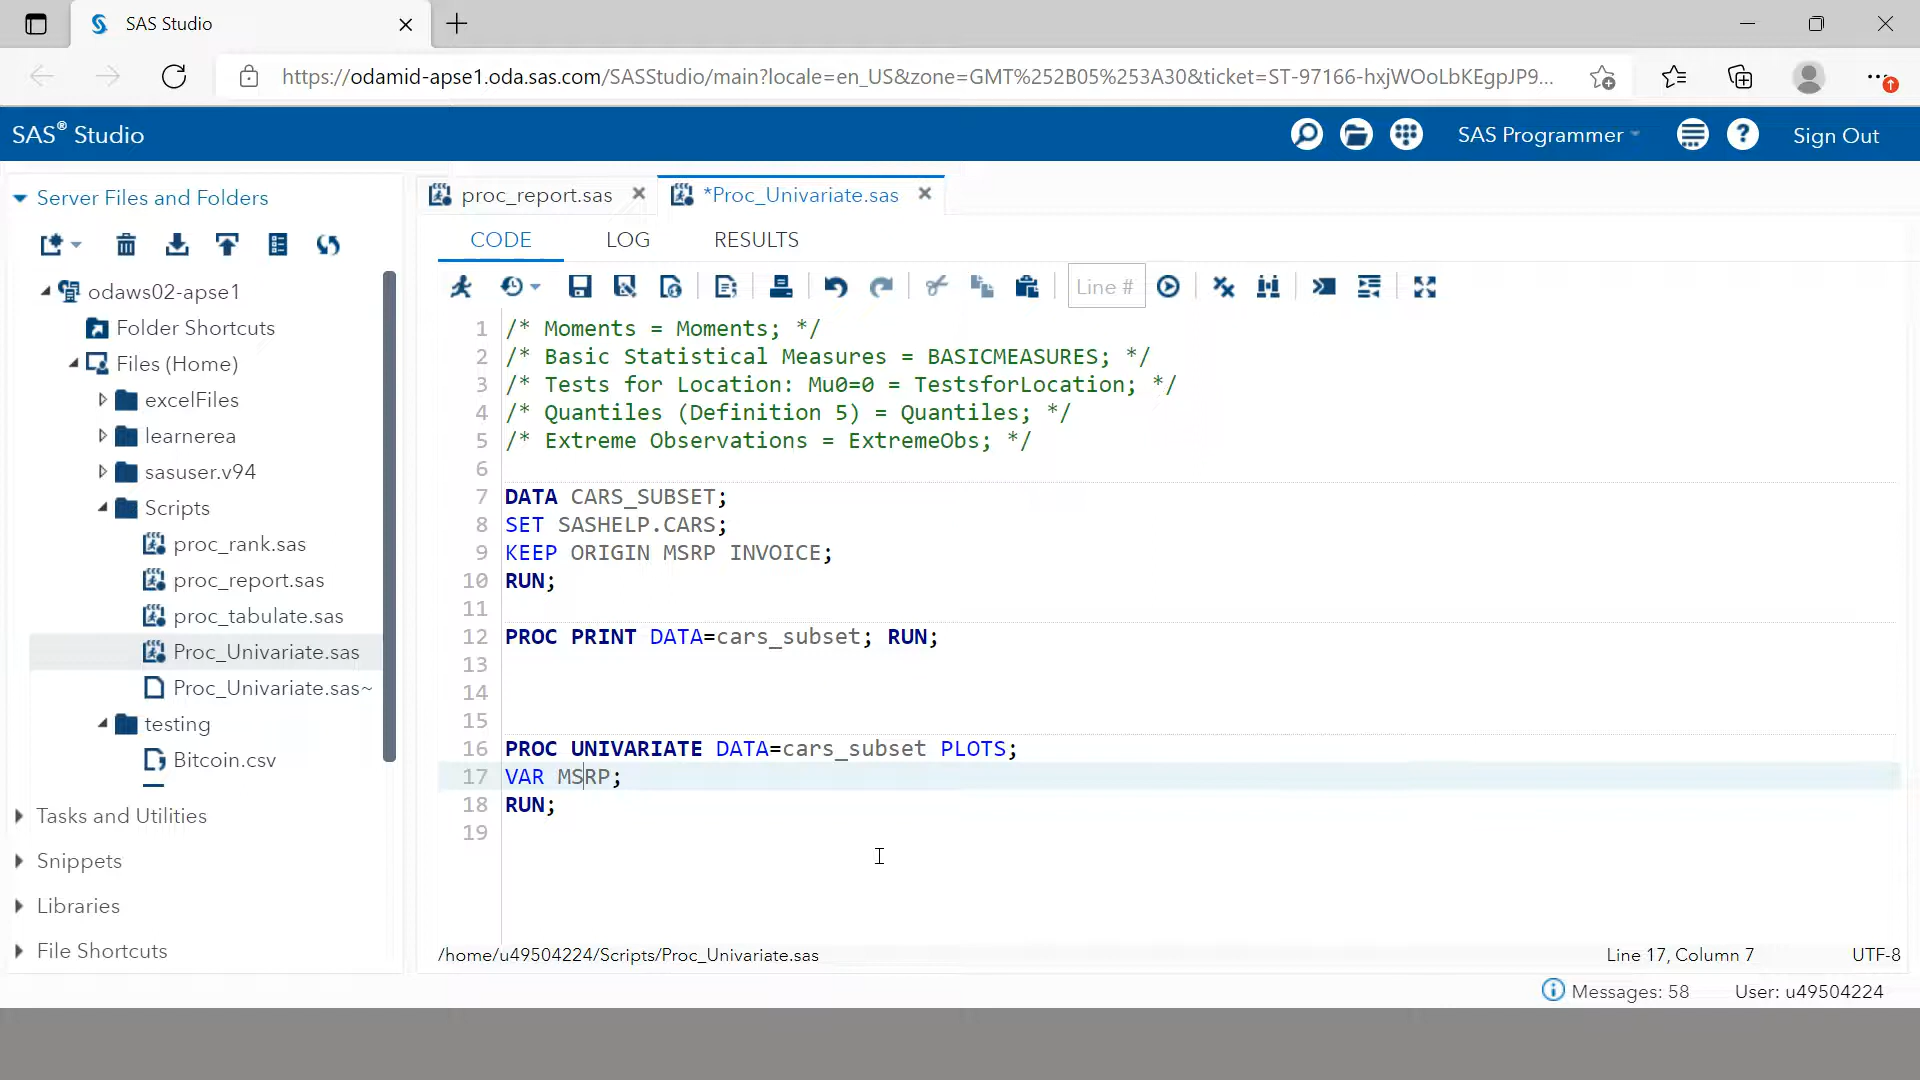 SAS Studio
https://odamid-apse1.oda.sas.com/SASStudio/main?locale=en_US&zone=GMT%252B05%253A30&ticket=ST-97166-hxjWOoLbKEgpJP9...
SAS® Studio
SAS Programmer
Sign Out
Server Files and Folders
odaws02-apse1
Folder Shortcuts
Files (Home)
excelFiles
learnerea
sasuser.v94
Scripts
proc_rank.sas
proc_report.sas
proc_tabulate.sas
Proc_Univariate.sas
Proc_Univariate.sas~
testing
Bitcoin.csv
Tasks and Utilities
Snippets
Libraries
File Shortcuts
proc_report.sas
*Proc_Univariate.sas
CODE LOG RESULTS
Line #
1 /* Moments = Moments; */
2 /* Basic Statistical Measures = BASICMEASURES; */
3 /* Tests for Location: Mu0=0 = TestsforLocation; */
4 /* Quantiles (Definition 5) = Quantiles; */
5 /* Extreme Observations = ExtremeObs; */
6
7 DATA CARS_SUBSET;
8 SET SASHELP.CARS;
9 KEEP ORIGIN MSRP INVOICE;
10 RUN;
11
12 PROC PRINT DATA=cars_subset; RUN;
13
14
15
16 PROC UNIVARIATE DATA=cars_subset PLOTS;
17 VAR MSRP;
18 RUN;
19
/home/u49504224/Scripts/Proc_Univariate.sas
Line 17, Column 7
UTF-8
Messages: 58
User: u49504224